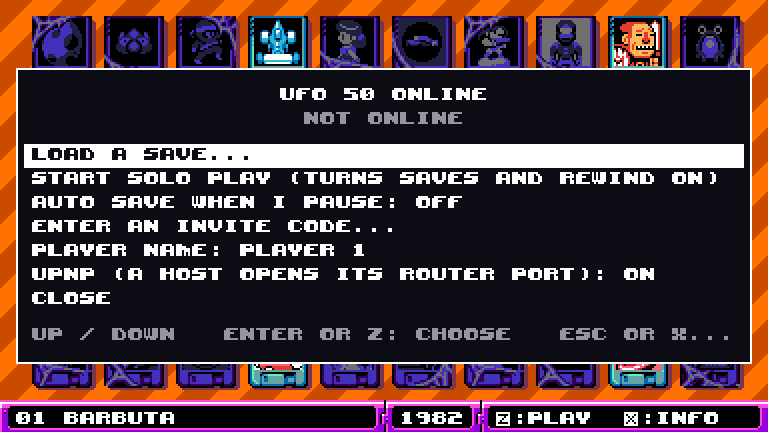 UFO 50 ONLINE
NOT ONLINE
LOAD A SAVE...
START SOLO PLAY (TURNS SAVES AND REWIND ON)
AUTO SAVE WHEN I PAUSE: OFF
ENTER AN INVITE CODE...
PLAYER NAME: PLAYER 1
UPNP (A HOST OPENS ITS ROUTER PORT): ON
CLOSE
UP / DOWN   ENTER OR Z: CHOOSE   ESC OR X...
01 BARBUTA   1982   Z:PLAY   X:INFO